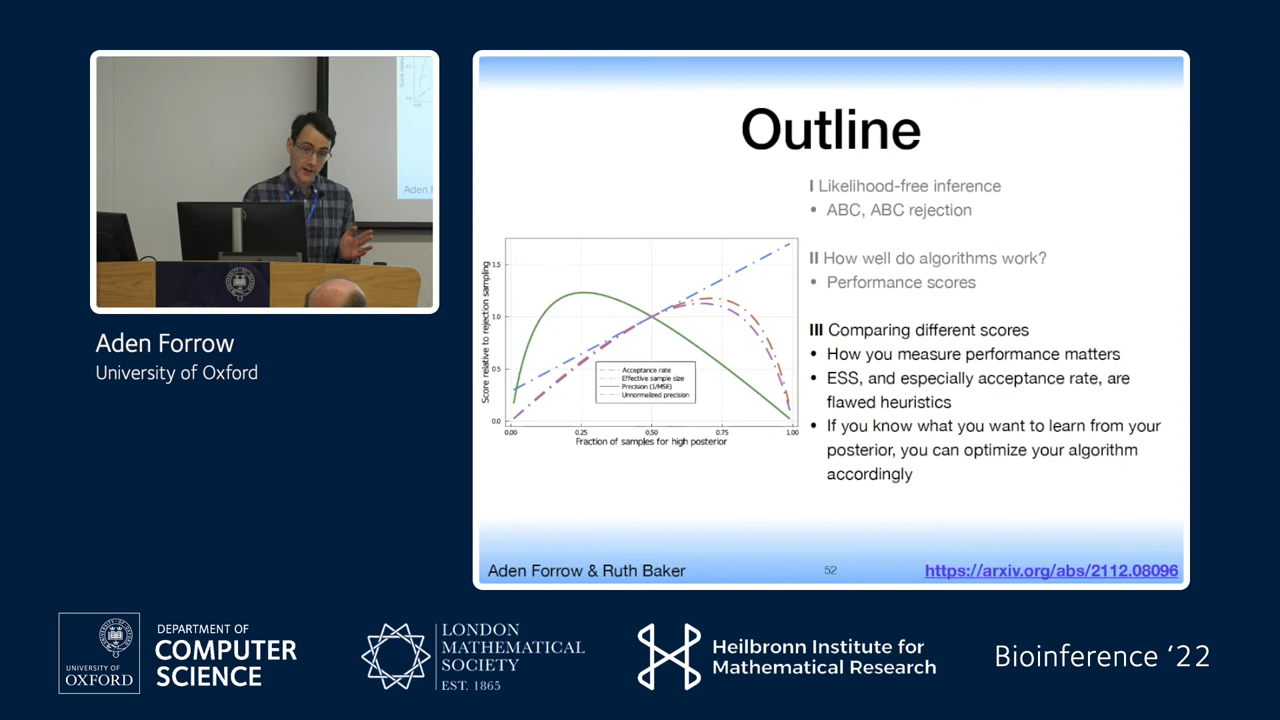 Outline
I Likelihood-free inference
• ABC, ABC rejection
II How well do algorithms work?
• Performance scores
III Comparing different scores
• How you measure performance matters
• ESS, and especially acceptance rate, are
flawed heuristics
• If you know what you want to learn from your
posterior, you can optimize your algorithm
accordingly
Score relative to rejection sampling
1.5
1.0
0.5
0.0
Acceptance rate
Effective sample size
Precision (1/MSE)
Unnormalized precision
0.00 0.25 0.50 0.75 1.00
Fraction of samples for high posterior
Aden Forrow & Ruth Baker
52
https://arxiv.org/abs/2112.08096
Aden F
Aden Forrow
University of Oxford
UNIVERSITY OF
OXFORD
DEPARTMENT OF
COMPUTER
SCIENCE
LONDON
MATHEMATICAL
SOCIETY
EST. 1865
Heilbronn Institute for
Mathematical Research
Bioinference ‘22